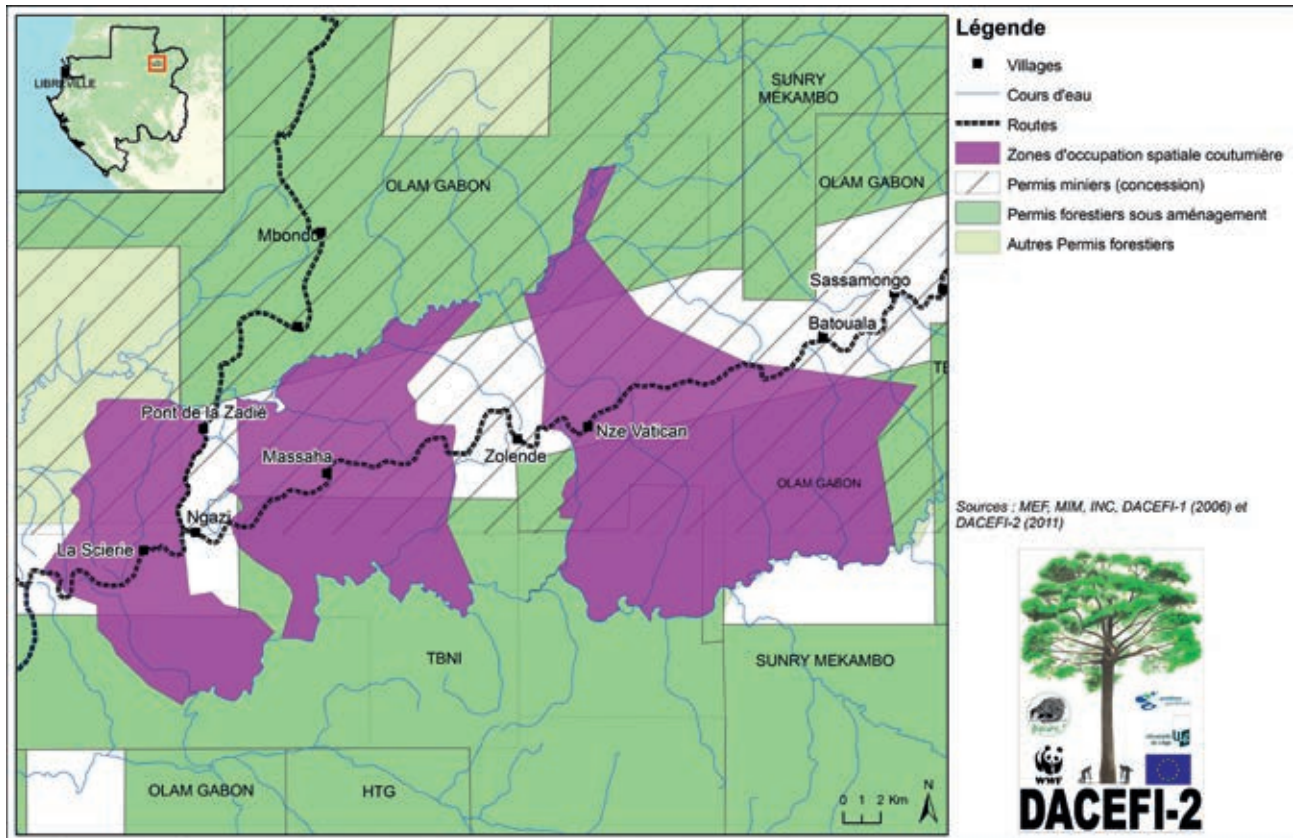 LIBREVILLE
SUNRY
MEKAMBO
OLAM GABON
OLAM GABON
Mbondo
Sassamongo
Batouala
Pont de la Zadié
Massaha
Zolende
Nze Vatican
OLAM GABON
Ngazi
La Scierie
TBNI
SUNRY MEKAMBO
OLAM GABON
HTG
0 1 2 Km
N
Légende
Villages
Cours d'eau
Routes
Zones d'occupation spatiale coutumière
Permis miniers (concession)
Permis forestiers sous aménagement
Autres Permis forestiers
Sources : MEF, MIM, INC, DACEFI-1 (2006) et
DACEFI-2 (2011)
WWF
DACEFI-2